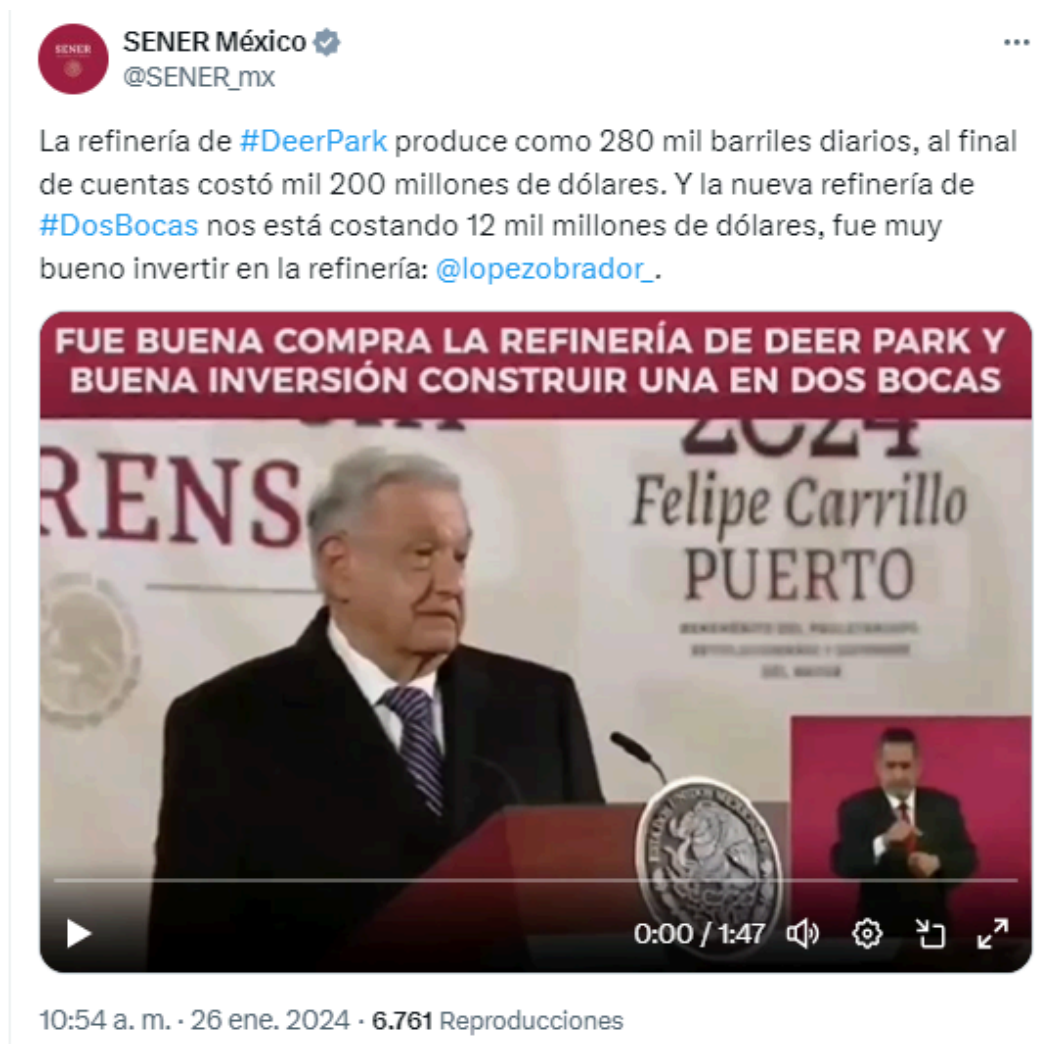 SENER México
SENER
@SENER_mx
La refinería de #DeerPark produce como 280 mil barriles diarios, al final
de cuentas costó mil 200 millones de dólares. Y la nueva refinería de
#DosBocas nos está costando 12 mil millones de dólares, fue muy
bueno invertir en la refinería: @lopezobrador_.
FUE BUENA COMPRA LA REFINERÍA DE DEER PARK Y
BUENA INVERSIÓN CONSTRUIR UNA EN DOS BOCAS
2024
RENS
Felipe Carrillo
PUERTO
ESTADOS UNIDOS MEXICANOS
0:00 / 1:47
10:54 a. m. · 26 ene. 2024 · 6.761 Reproducciones